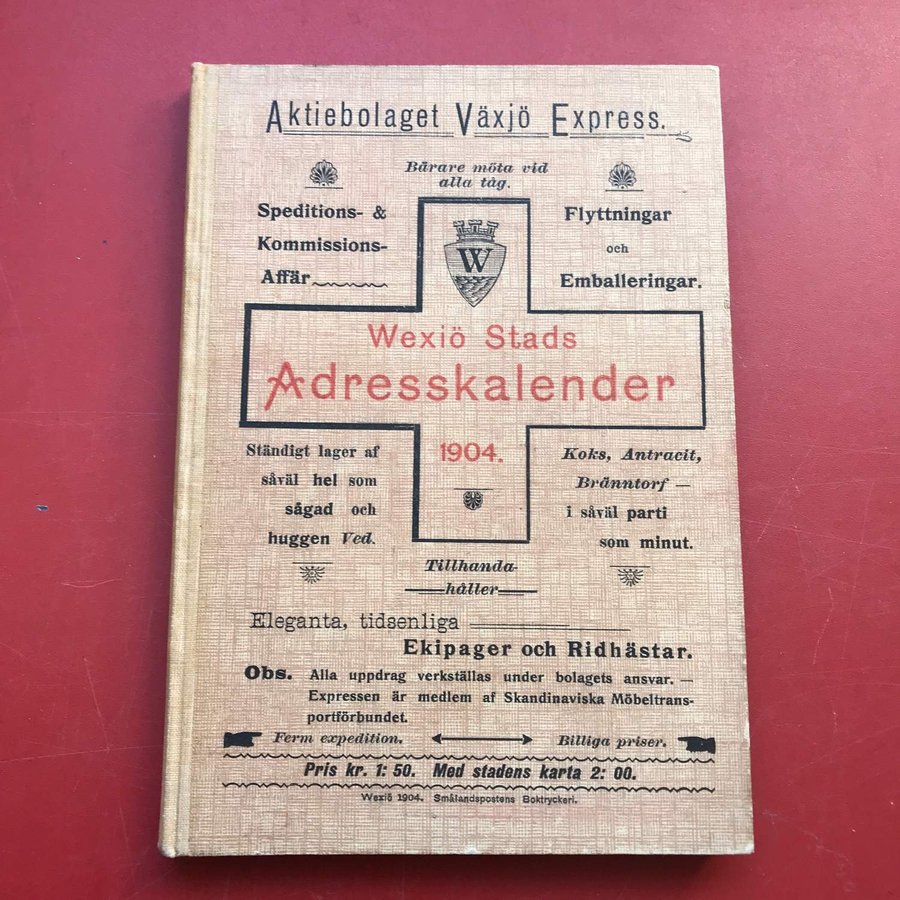 Aktiebolaget Växjö Express.
Bärare möta vid
alla tåg.
Speditions- &
Kommissions-
Affär
Flyttningar
och
Emballeringar.
W
Wexiö Stads
Adresskalender
1904.
Ständigt lager af
såväl hel som
sågad och
huggen Ved.
Koks, Antracit,
Bränntorf —
i såväl parti
som minut.
Tillhanda-
håller
Eleganta, tidsenliga
Ekipager och Ridhästar.
Obs. Alla uppdrag verkställas under bolagets ansvar. —
Expressen är medlem af Skandinaviska Möbeltrans-
portförbundet.
Ferm expedition. Billiga priser.
Pris kr. 1: 50. Med stadens karta 2: 00.
Wexiö 1904. Smålandspostens Boktryckeri.